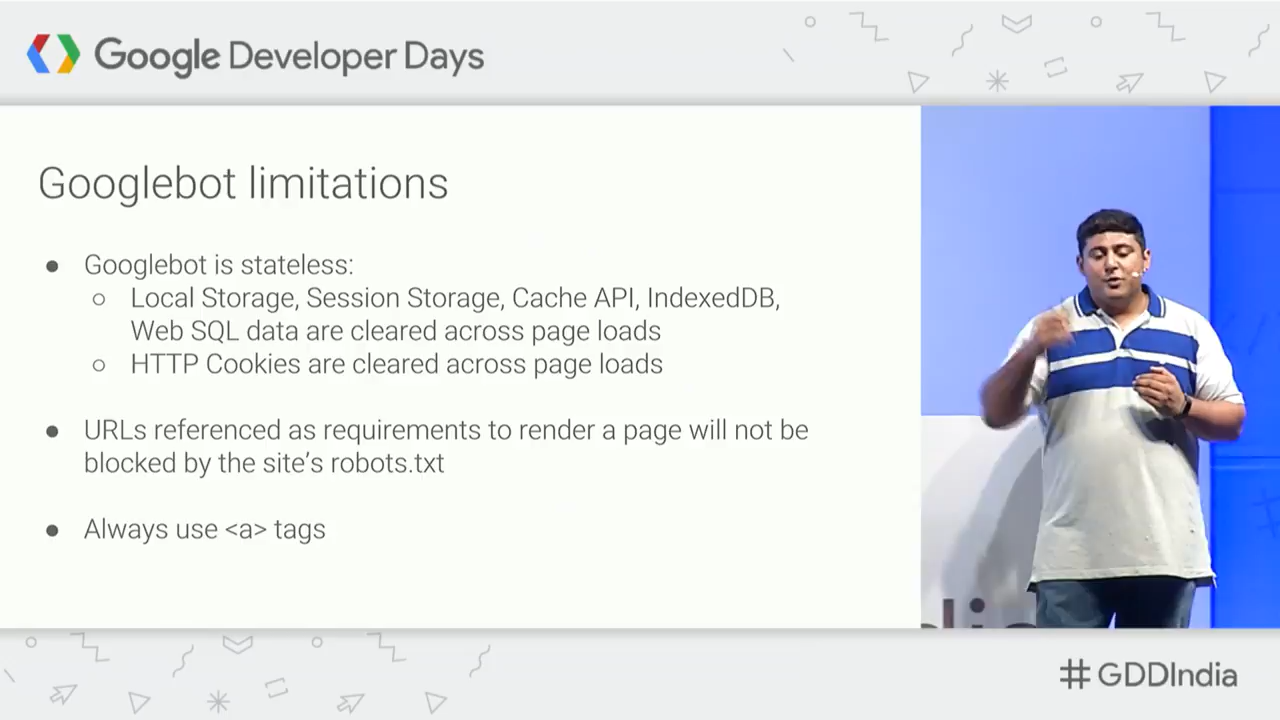 Google Developer Days
Googlebot limitations
● Googlebot is stateless:
○ Local Storage, Session Storage, Cache API, IndexedDB,
Web SQL data are cleared across page loads
○ HTTP Cookies are cleared across page loads
● URLs referenced as requirements to render a page will not be
blocked by the site's robots.txt
● Always use <a> tags
#GDDIndia